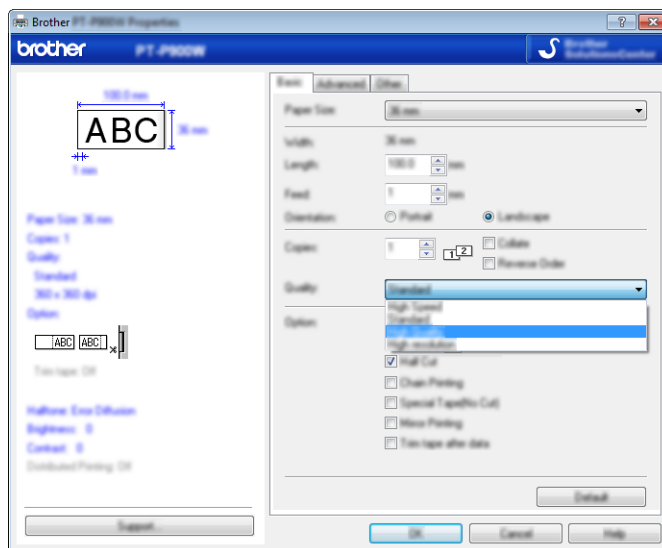 Brother PT-P900W Properties
brother PT-P900W
Brother
SolutionsCenter
100.0 mm
ABC
36 mm
1 mm
Paper Size: 36 mm
Copies: 1
Quality:
Standard
360 x 360 dpi
Option:
ABC ABC
Trim tape: Off
Halftone: Error Diffusion
Brightness: 0
Contrast: 0
Distributed Printing: Off
Support...
Basic Advanced Other
Paper Size: 36 mm
Width: 36 mm
Length: 100.0 mm
Feed: 1 mm
Orientation: Portrait Landscape
Copies: 1 1 2 Collate
Reverse Order
Quality: Standard
High Speed
Standard
High Quality
High resolution
Option:
Half Cut
Chain Printing
Special Tape(No Cut)
Mirror Printing
Trim tape after data
Default
OK Cancel Help